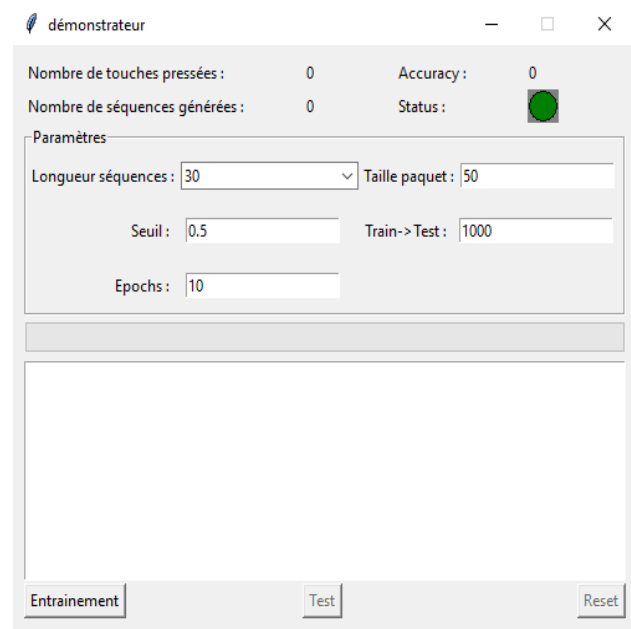 démonstrateur
Nombre de touches pressées : 0 Accuracy : 0
Nombre de séquences générées : 0 Status :
Paramètres
Longueur séquences : 30 Taille paquet : 50
Seuil : 0.5 Train->Test : 1000
Epochs : 10
Entrainement Test Reset